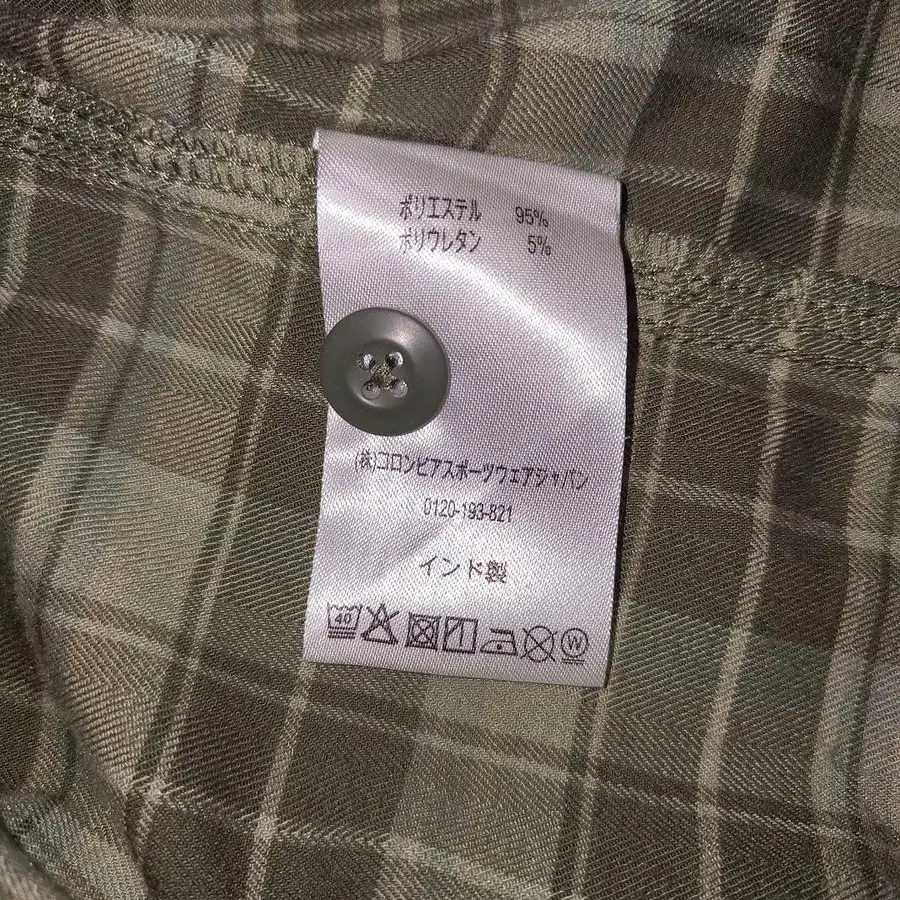 ポリエステル 95%
ポリウレタン 5%
(株)コロンビアスポーツウェアジャパン
0120-193-821
インド製
40 W